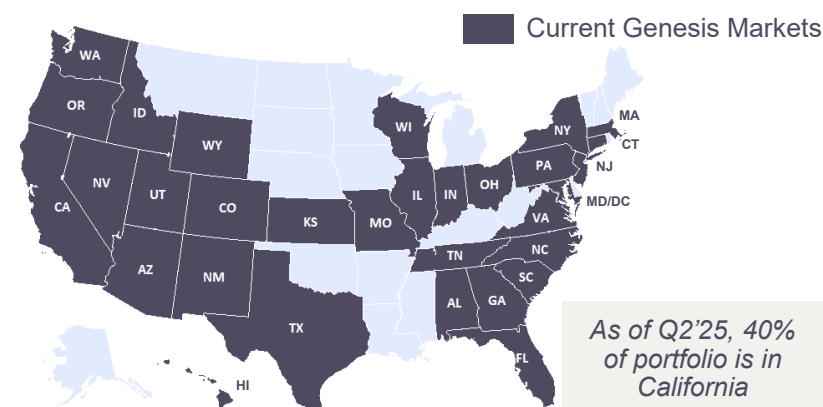 Current Genesis Markets
WA
OR
ID
WY
NV
UT
CO
CA
AZ
NM
KS
MO
TX
WI
IL
IN
OH
NY
PA
MA
CT
NJ
MD/DC
VA
NC
TN
SC
AL
GA
FL
HI
As of Q2'25, 40%
of portfolio is in
California